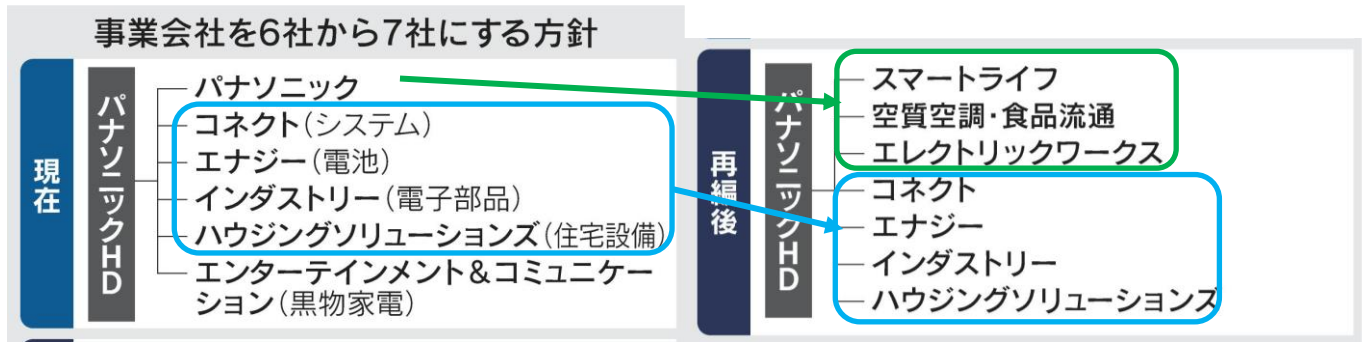 事業会社を6社から7社にする方針
現在
パナソニックHD
パナソニック
コネクト(システム)
エナジー(電池)
インダストリー(電子部品)
ハウジングソリューションズ(住宅設備)
エンターテインメント&コミュニケー
ション(黒物家電)
再編後
パナソニックHD
スマートライフ
空質空調・食品流通
エレクトリックワークス
コネクト
エナジー
インダストリー
ハウジングソリューションズ